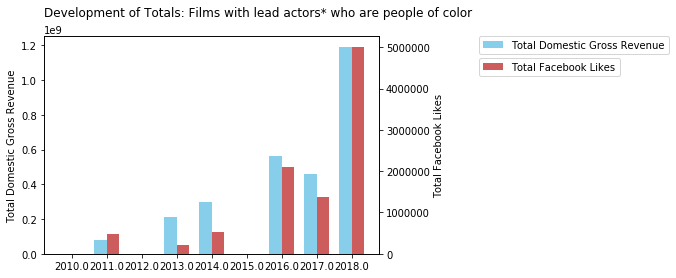 Development of Totals: Films with lead actors* who are people of color
1e9
Total Domestic Gross Revenue
Total Facebook Likes
1.2
1.0
0.8
0.6
0.4
0.2
0.0
Total Domestic Gross Revenue
5000000
4000000
3000000
2000000
1000000
0
Total Facebook Likes
2010.0 2011.0 2012.0 2013.0 2014.0 2015.0 2016.0 2017.0 2018.0